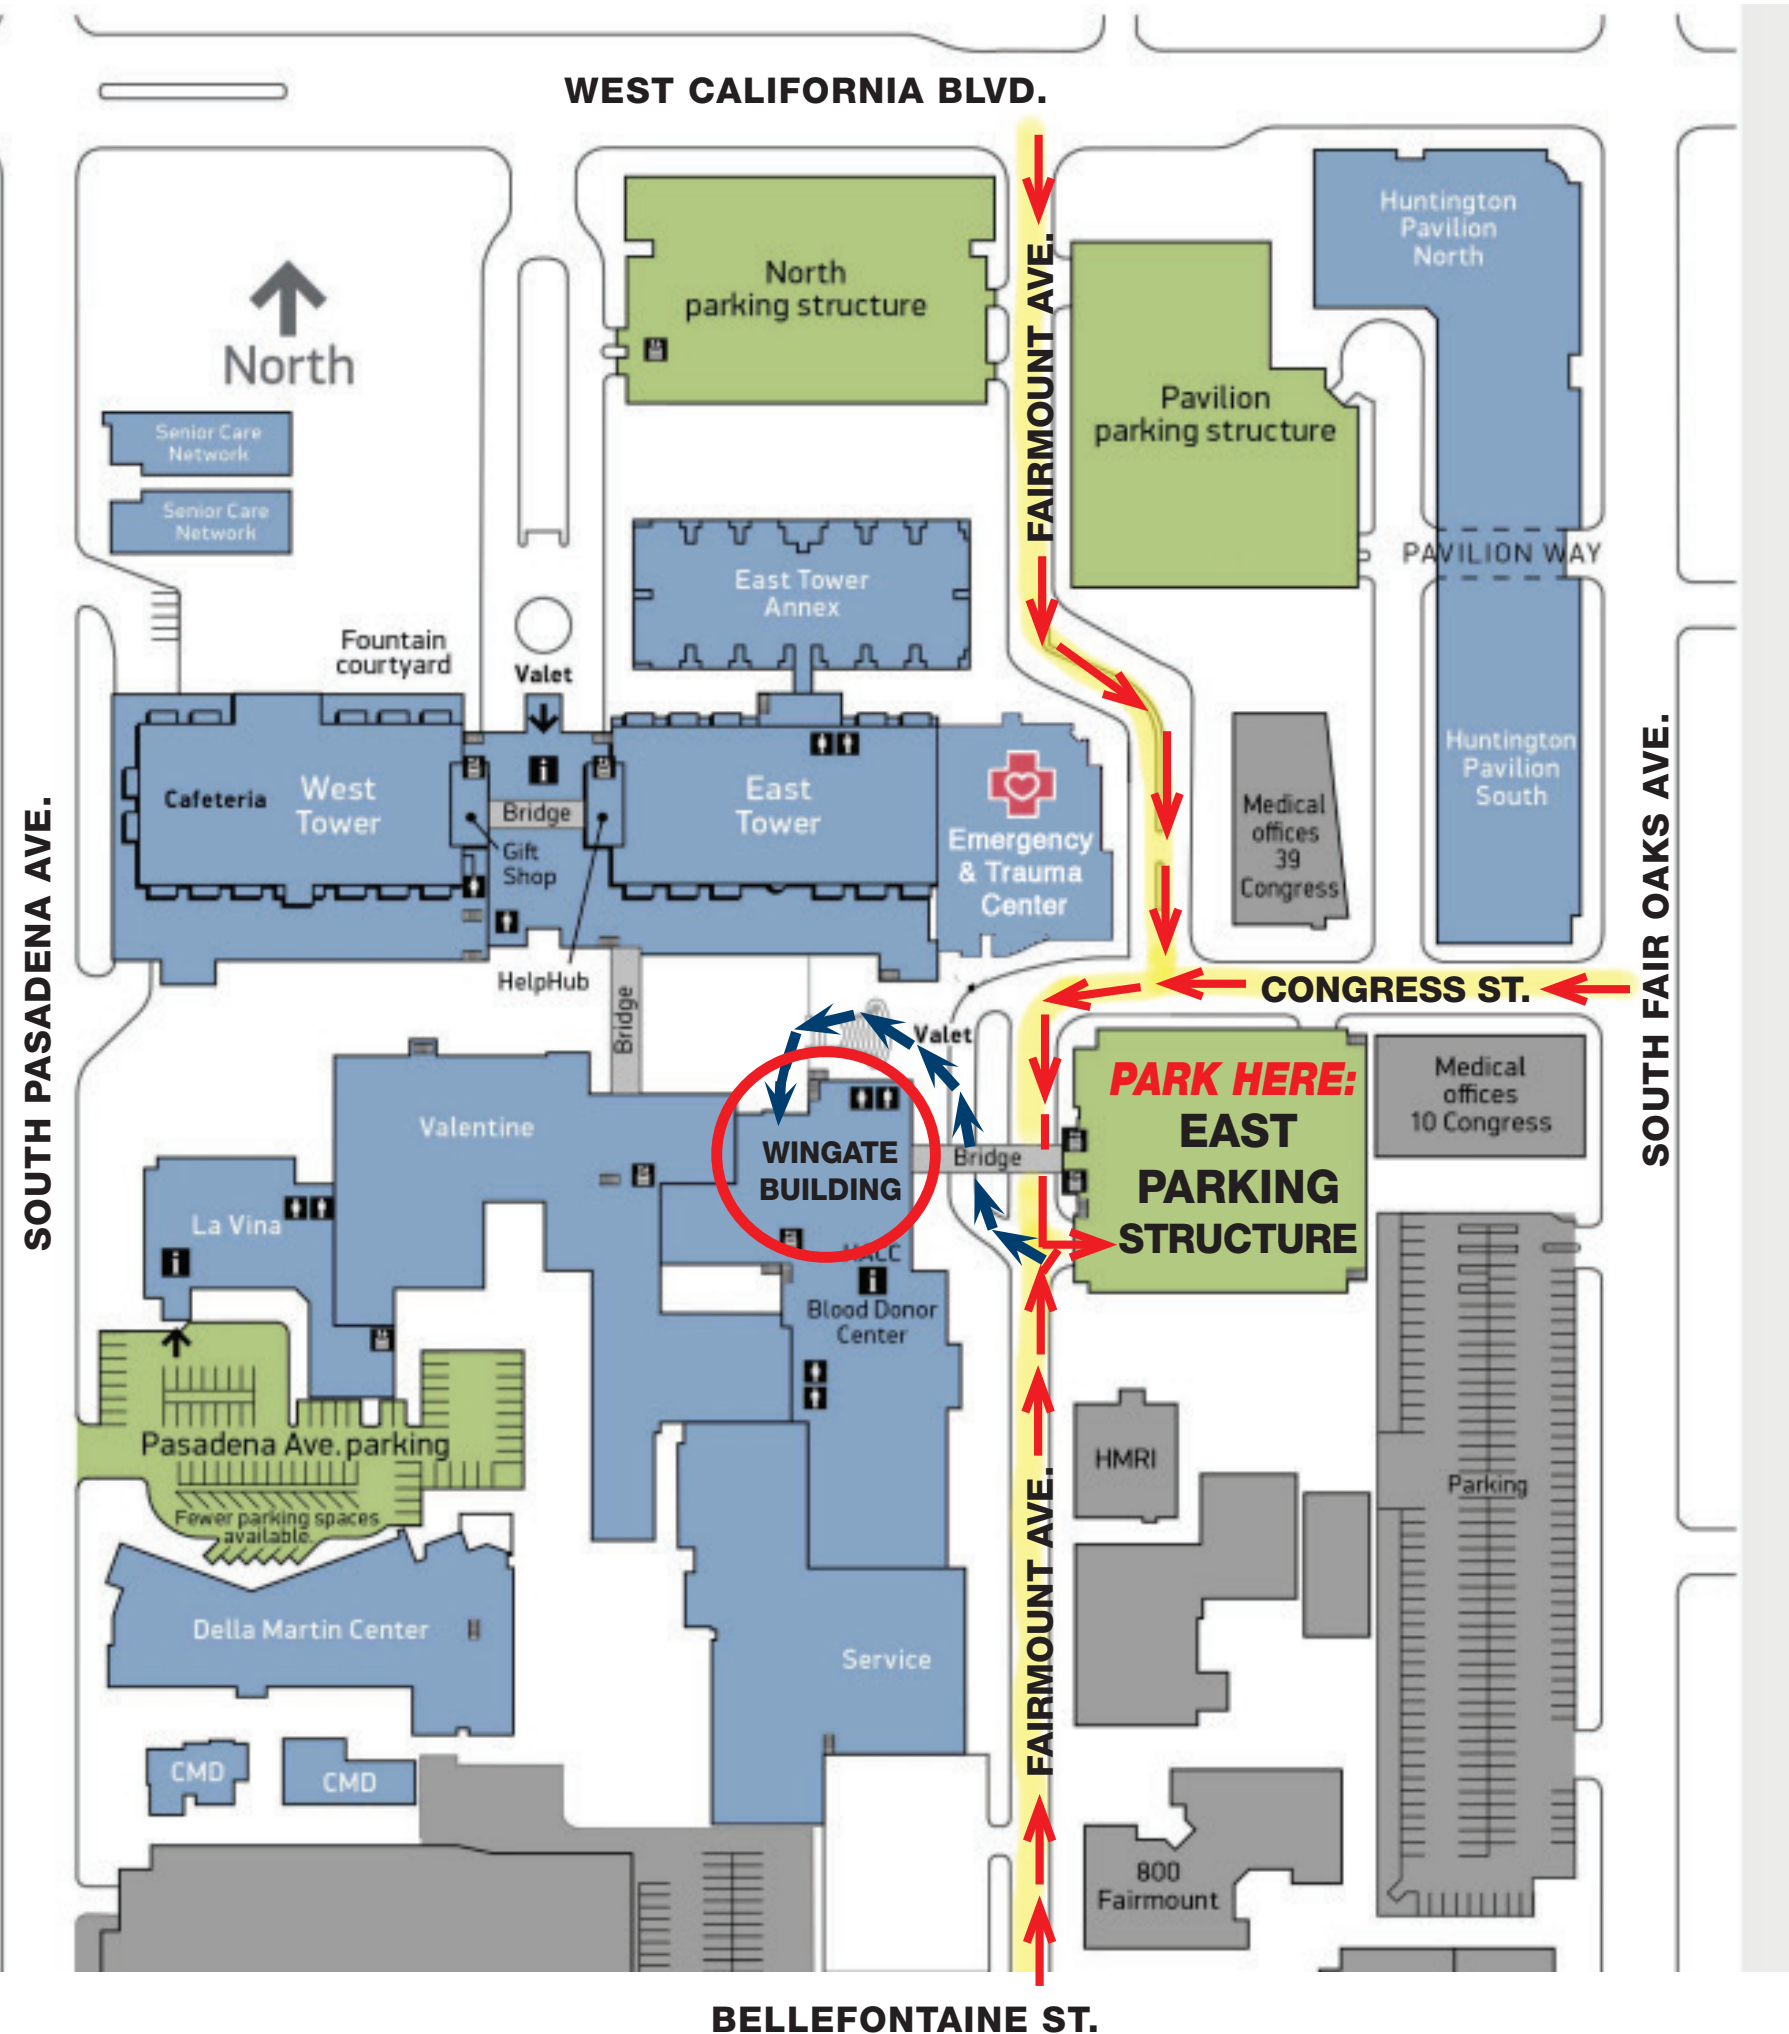 WEST CALIFORNIA BLVD.
Huntington
Pavilion
North
FAIRMOUNT AVE.
North
parking structure
North
Pavilion
parking structure
Senior Care
Network
Senior Care
Network
PAVILION WAY
East Tower
Annex
Fountain
courtyard
Valet
Huntington
Pavilion
South
SOUTH FAIR OAKS AVE.
SOUTH PASADENA AVE.
Cafeteria
West
Tower
Bridge
Gift
Shop
East
Tower
Emergency
& Trauma
Center
Medical
offices
39
Congress
HelpHub
CONGRESS ST.
Bridge
Valet
PARK HERE:
EAST
PARKING
STRUCTURE
Medical
offices
10 Congress
Valentine
WINGATE
BUILDING
Bridge
La Vina
HALC
Blood Donor
Center
Pasadena Ave. parking
Fewer parking spaces
available.
HMRI
Parking
FAIRMOUNT AVE.
Della Martin Center
Service
CMD
CMD
800
Fairmount
BELLEFONTAINE ST.